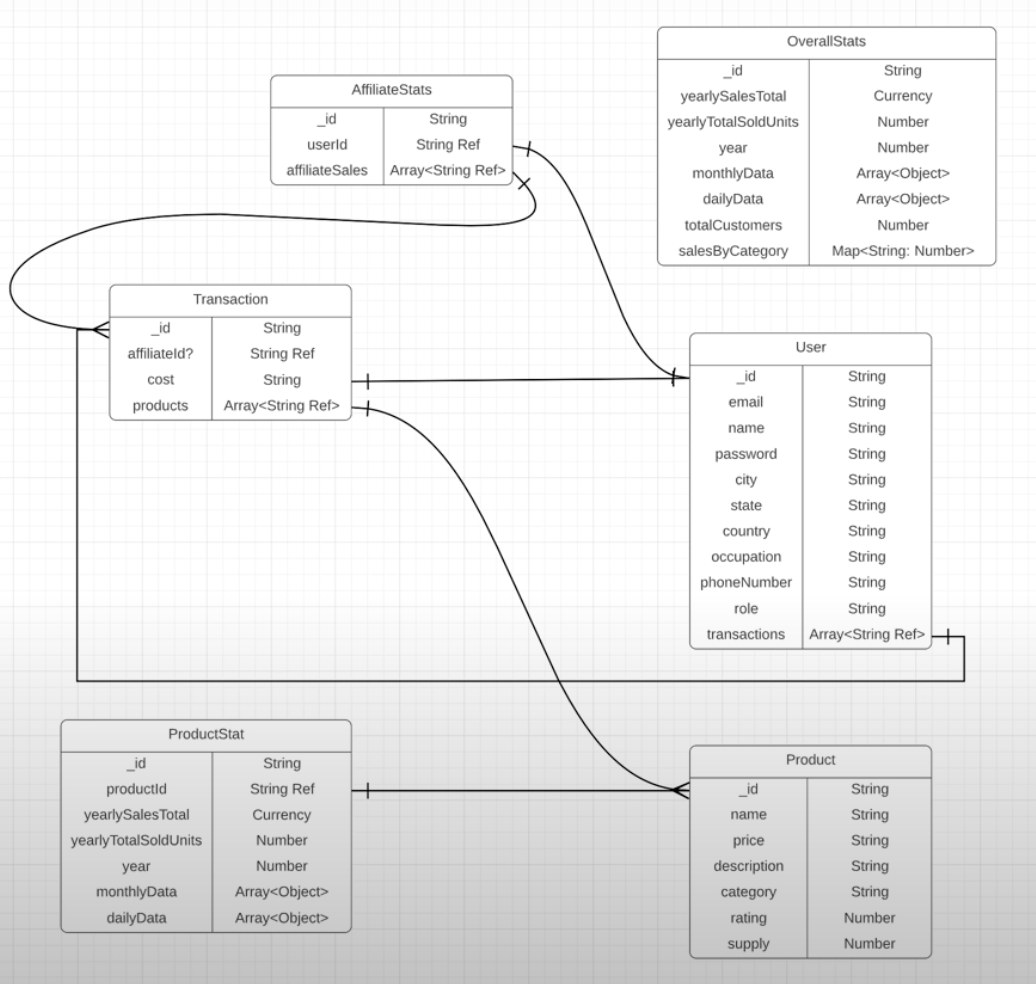 OverallStats
_id String
yearlySalesTotal Currency
yearlyTotalSoldUnits Number
year Number
monthlyData Array<Object>
dailyData Array<Object>
totalCustomers Number
salesByCategory Map<String: Number>
AffiliateStats
_id String
userId String Ref
affiliateSales Array<String Ref>
Transaction
_id String
affiliateId? String Ref
cost String
products Array<String Ref>
User
_id String
email String
name String
password String
city String
state String
country String
occupation String
phoneNumber String
role String
transactions Array<String Ref>
ProductStat
_id String
productId String Ref
yearlySalesTotal Currency
yearlyTotalSoldUnits Number
year Number
monthlyData Array<Object>
dailyData Array<Object>
Product
_id String
name String
price String
description String
category String
rating Number
supply Number